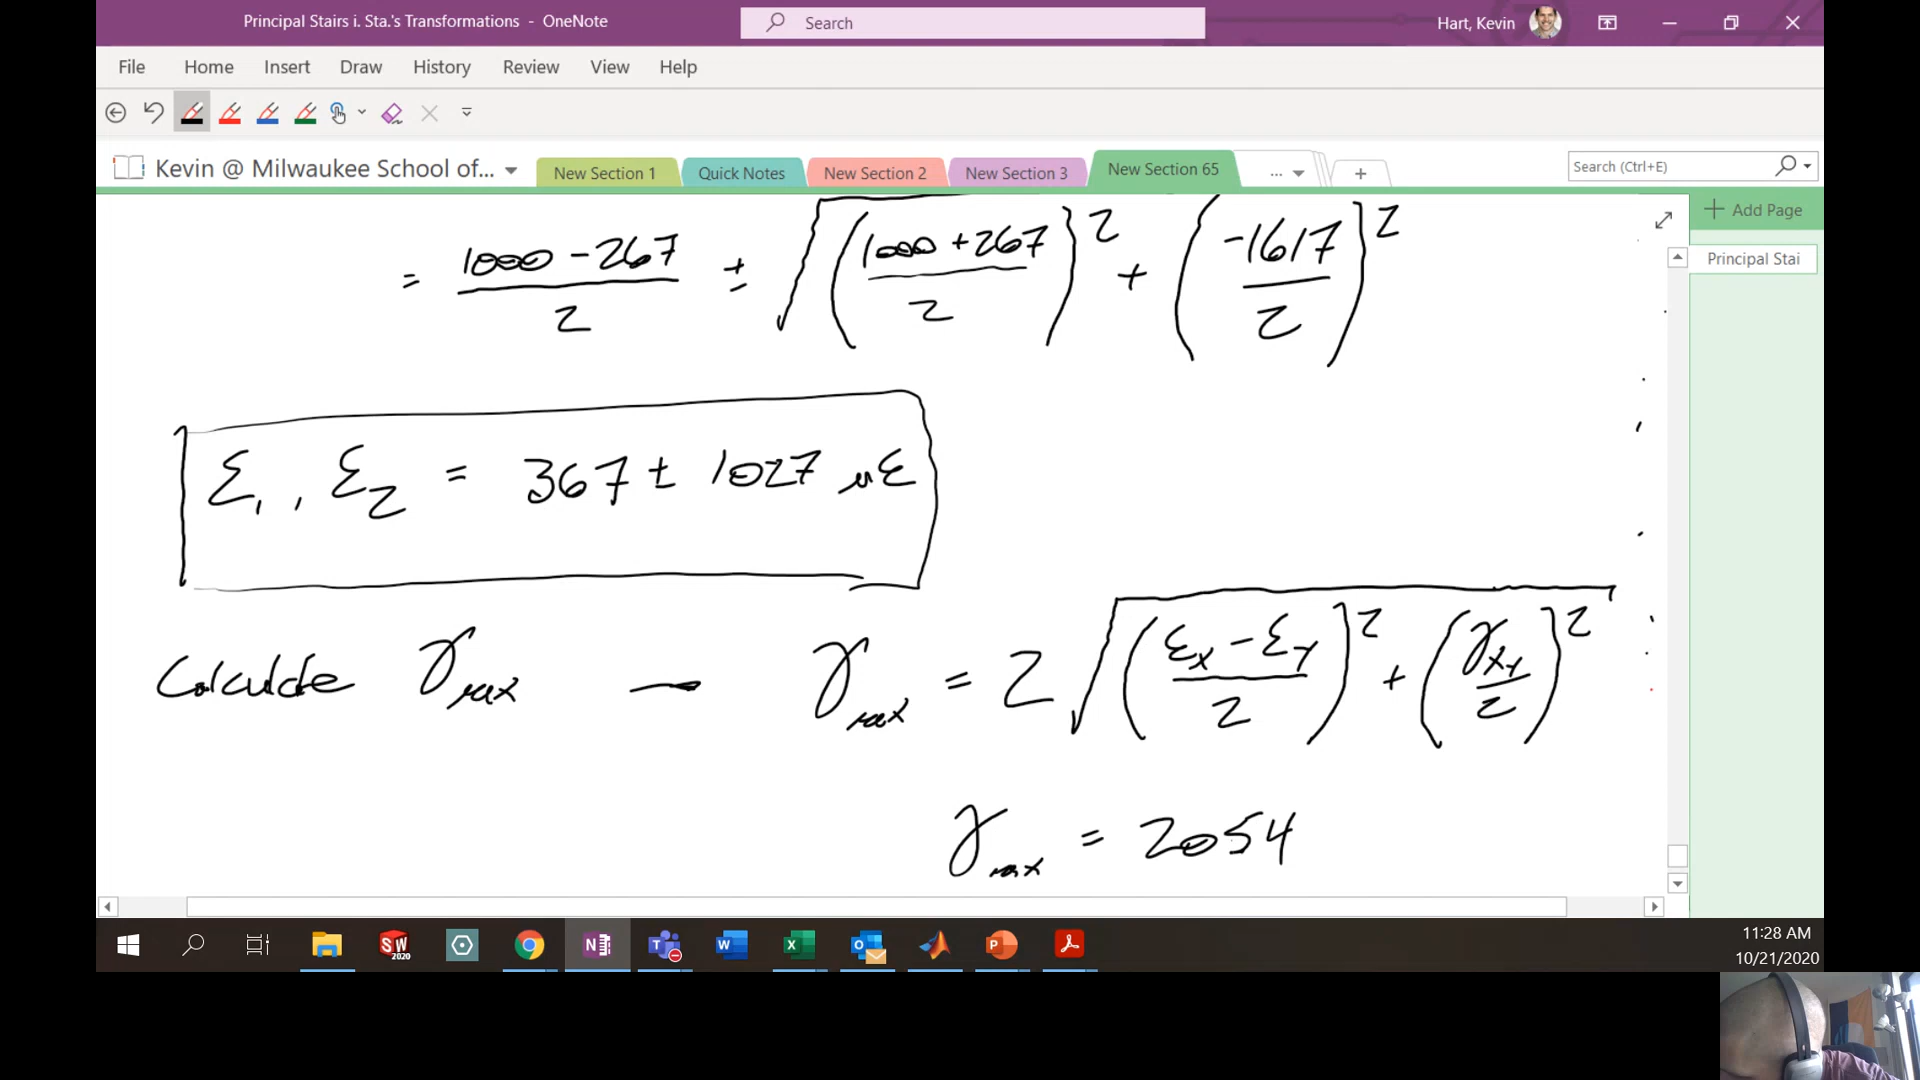 Principal Stairs i. Sta.'s Transformations - OneNote
Search
Hart, Kevin
File Home Insert Draw History Review View Help
Kevin @ Milwaukee School of...
New Section 1
Quick Notes
New Section 2
New Section 3
New Section 65
...
Search (Ctrl+E)
Add Page
Principal Stai
= (1000 - 267)/2 ± √(((1000 + 267)/2)² + (-1617/2)²)
ε₁, ε₂ = 367 ± 1027 με
Calculate γmax — γmax = 2√(((εx - εy)/2)² + (γxy/2)²)
γmax = 2054
SW
2020
11:28 AM
10/21/2020